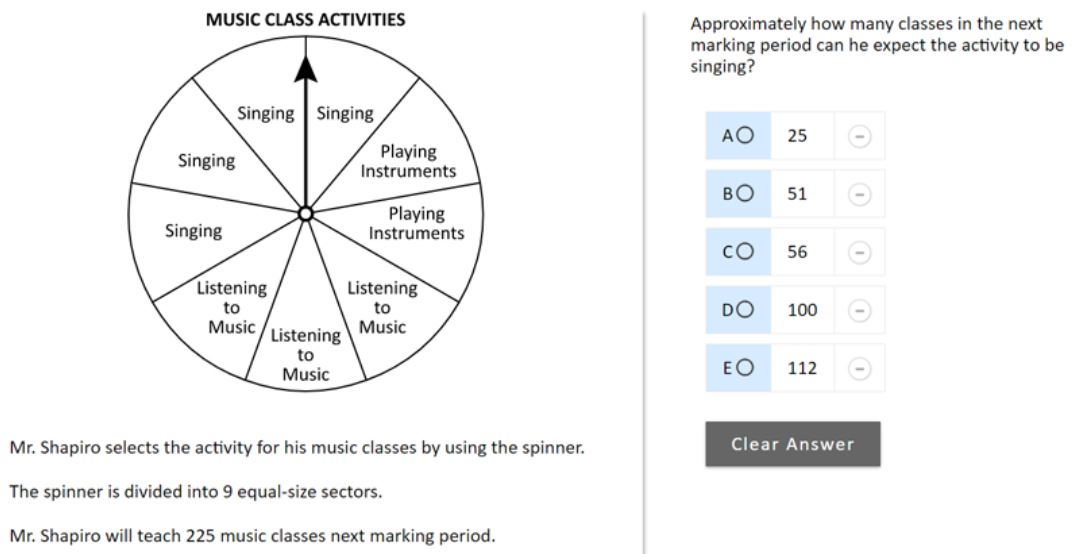 MUSIC CLASS ACTIVITIES
Singing
Singing
Singing
Playing
Instruments
Singing
Playing
Instruments
Listening
to
Music
Listening
to
Music
Listening
to
Music
Mr. Shapiro selects the activity for his music classes by using the spinner.
The spinner is divided into 9 equal-size sectors.
Mr. Shapiro will teach 225 music classes next marking period.
Approximately how many classes in the next
marking period can he expect the activity to be
singing?
A 25
B 51
C 56
D 100
E 112
Clear Answer